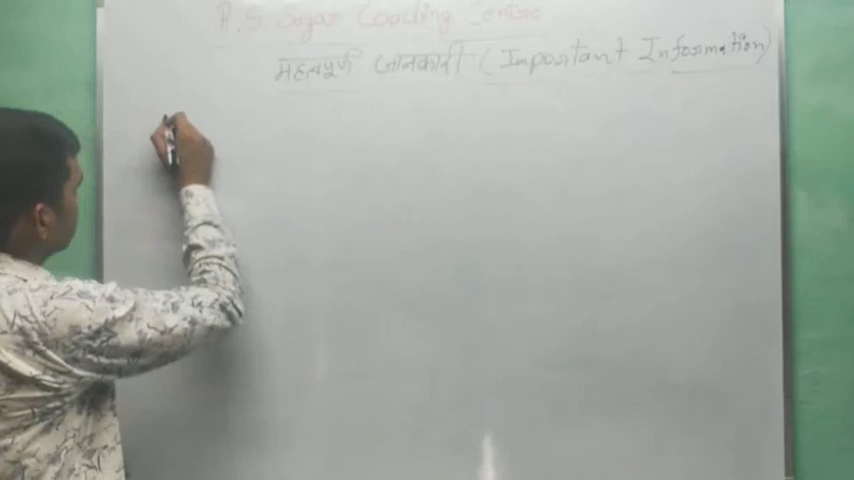 R. S. Sagar Coaching Centre
महत्वपूर्ण जानकारी ( Important Information)